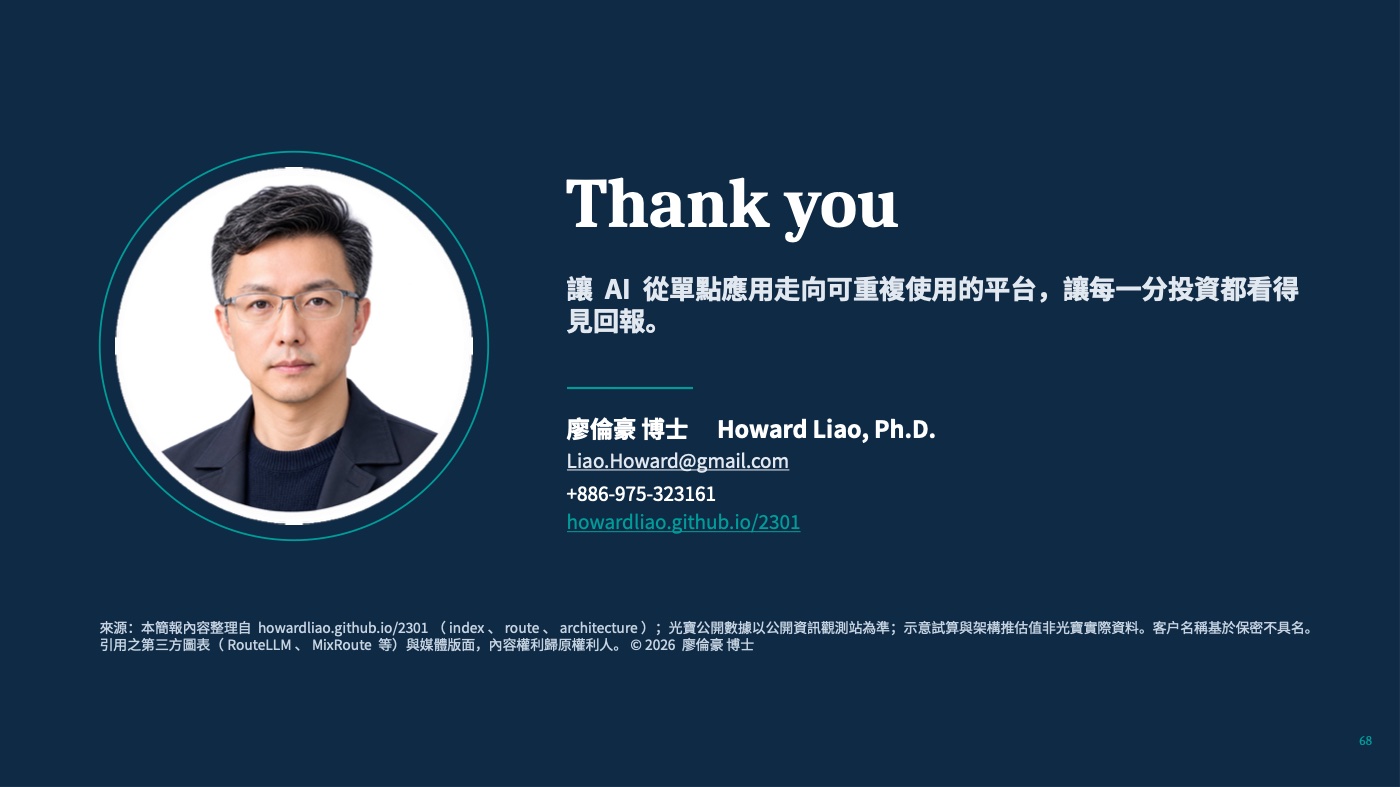 Thank you
讓 AI 從單點應用走向可重複使用的平台，讓每一分投資都看得
見回報。
廖倫豪 博士　Howard Liao, Ph.D.
Liao.Howard@gmail.com
+886-975-323161
howardliao.github.io/2301
來源：本簡報內容整理自 howardliao.github.io/2301 （ index 、 route 、 architecture ）；光寶公開數據以公開資訊觀測站為準；示意試算與架構推估值非光寶實際資料。客户名稱基於保密不具名。
引用之第三方圖表（ RouteLLM 、 MixRoute 等）與媒體版面，內容權利歸原權利人。 © 2026 廖倫豪 博士
68